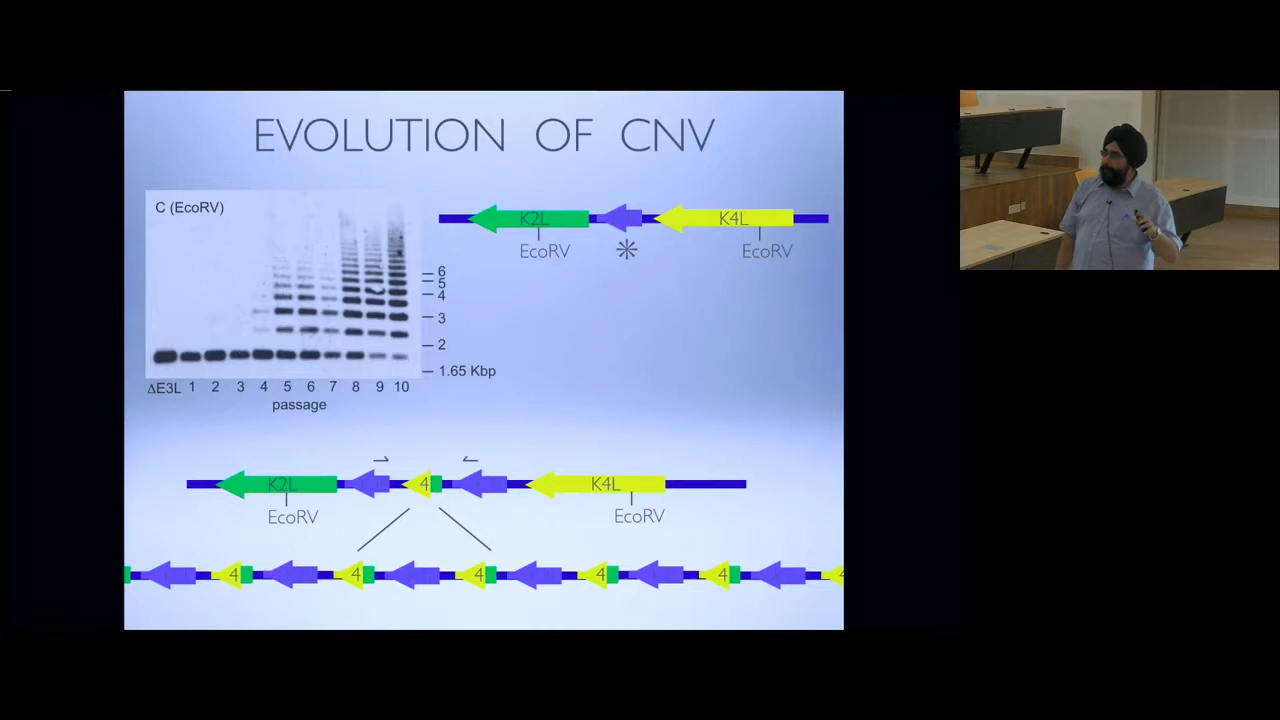 EVOLUTION OF CNV
C (EcoRV)
6
5
4
3
2
1.65 Kbp
ΔE3L 1 2 3 4 5 6 7 8 9 10
passage
K2L K4L
EcoRV EcoRV
*
4
K2L K4L
EcoRV EcoRV
4 4 4 4 4 4